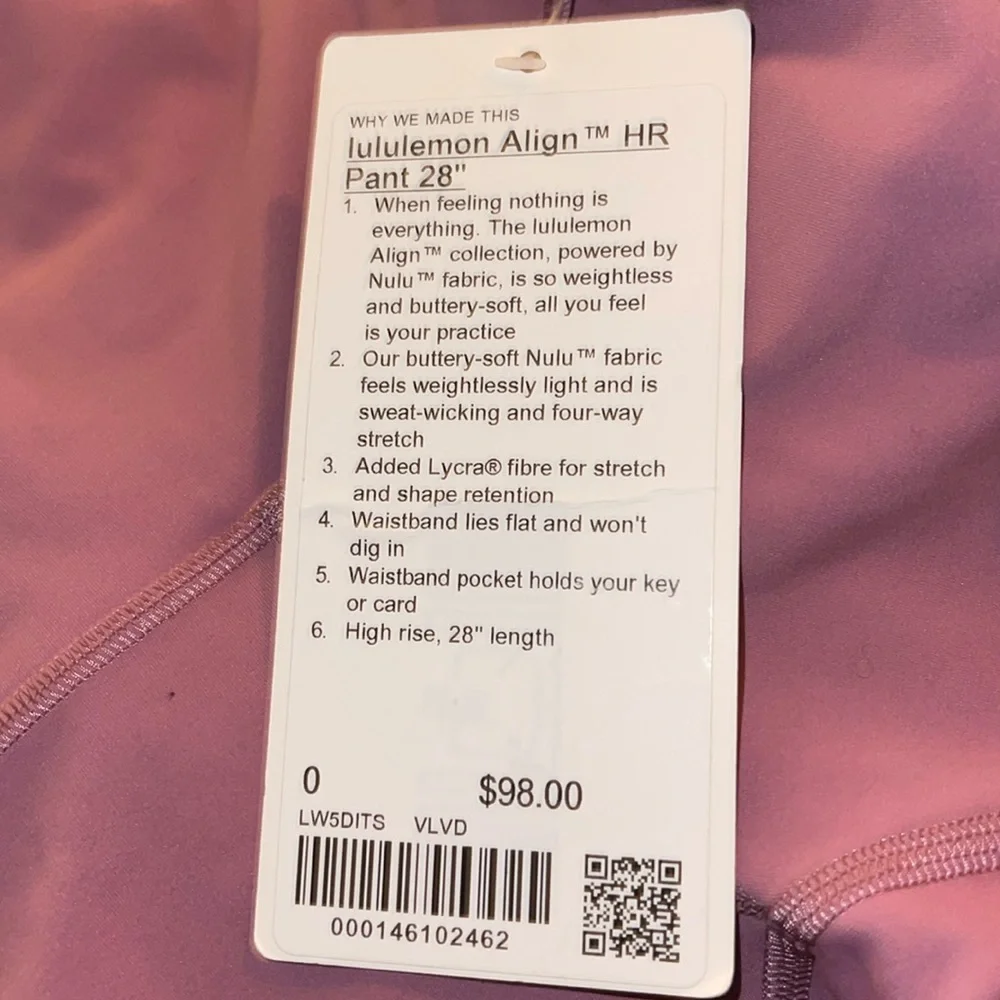 WHY WE MADE THIS
lululemon Align™ HR
Pant 28"
1. When feeling nothing is
everything. The lululemon
Align™ collection, powered by
Nulu™ fabric, is so weightless
and buttery-soft, all you feel
is your practice
2. Our buttery-soft Nulu™ fabric
feels weightlessly light and is
sweat-wicking and four-way
stretch
3. Added Lycra® fibre for stretch
and shape retention
4. Waistband lies flat and won't
dig in
5. Waistband pocket holds your key
or card
6. High rise, 28" length
0 $98.00
LW5DITS VLVD
000146102462